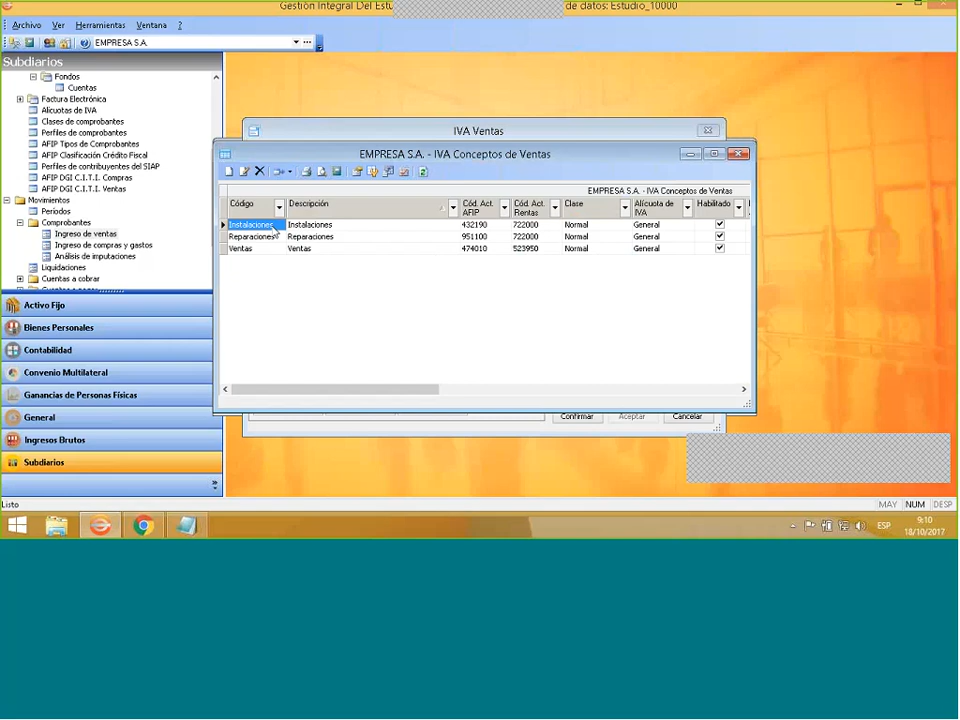 Gestión Integral Del Estu de datos: Estudio_10000
Archivo Ver Herramientas Ventana ?
EMPRESA S.A.
Subdiarios
Fondos
Cuentas
Factura Electrónica
Alícuotas de IVA
Clases de comprobantes
Perfiles de comprobantes
AFIP Tipos de Comprobantes
AFIP Clasificación Crédito Fiscal
Perfiles de contribuyentes del SIAP
AFIP DGI C.I.T.I. Compras
AFIP DGI C.I.T.I. Ventas
Movimientos
Períodos
Comprobantes
Ingreso de ventas
Ingreso de compras y gastos
Análisis de imputaciones
Liquidaciones
Cuentas a cobrar
Activo Fijo
Bienes Personales
Contabilidad
Convenio Multilateral
Ganancias de Personas Físicas
General
Ingresos Brutos
Subdiarios
IVA Ventas
EMPRESA S.A. - IVA Conceptos de Ventas
EMPRESA S.A. - IVA Conceptos de Ventas
Código Descripción Cód. Act. AFIP Cód. Act. Rentas Clase Alícuota de IVA Habilitado
Instalaciones Instalaciones 432190 722000 Normal General
Reparaciones Reparaciones 951100 722000 Normal General
Ventas Ventas 474010 523950 Normal General
Confirmar Aceptar Cancelar
Listo
MAY NUM DESP
ESP
9:10
18/10/2017